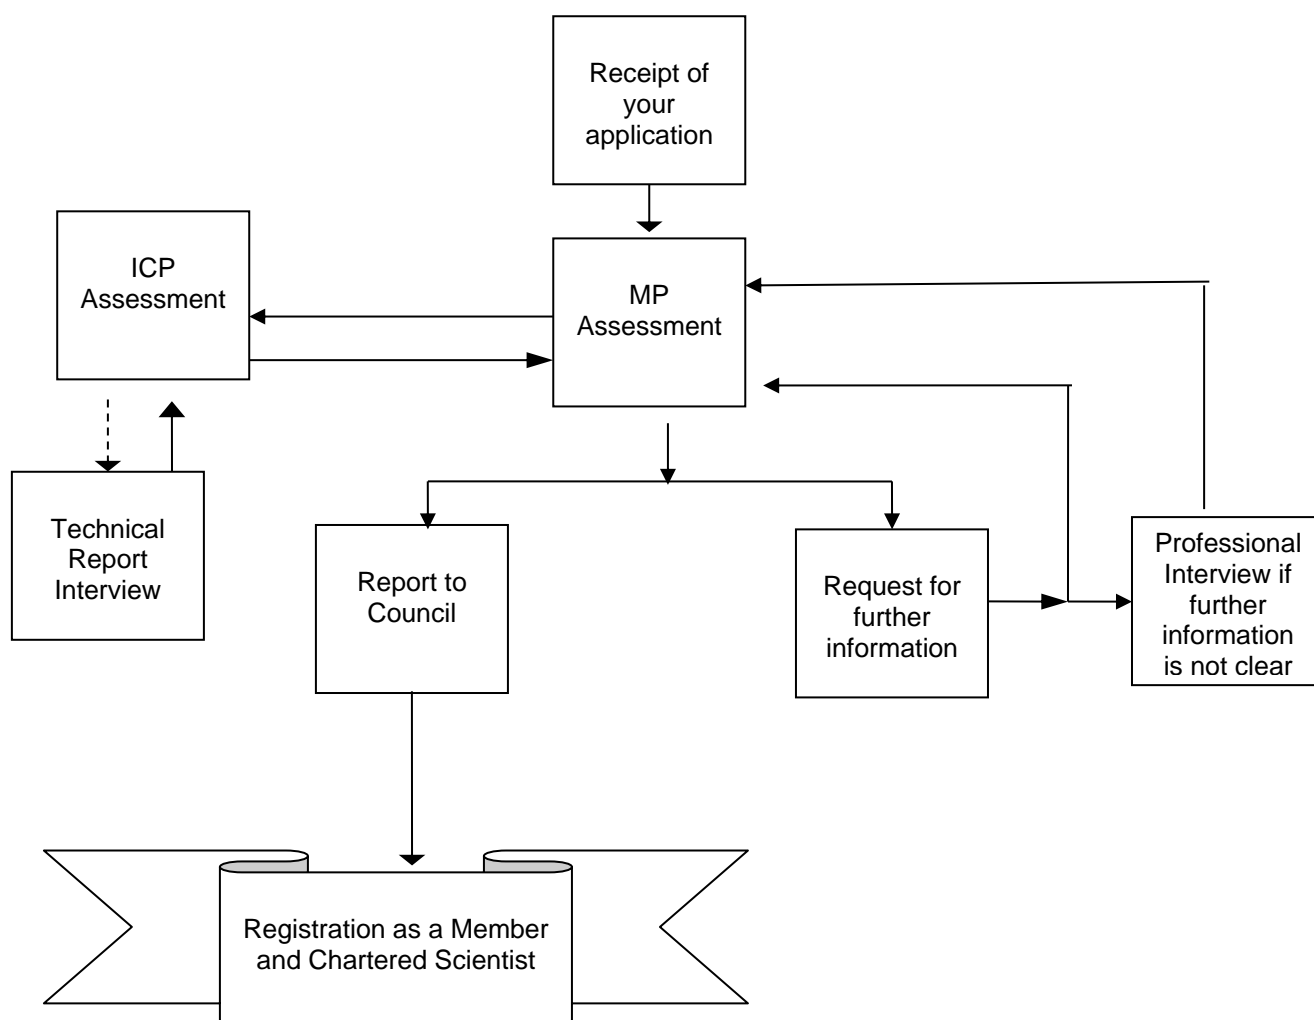 Receipt of
your
application
ICP
Assessment
MP
Assessment
Technical
Report
Interview
Report to
Council
Request for
further
information
Professional
Interview if
further
information
is not clear
Registration as a Member
and Chartered Scientist